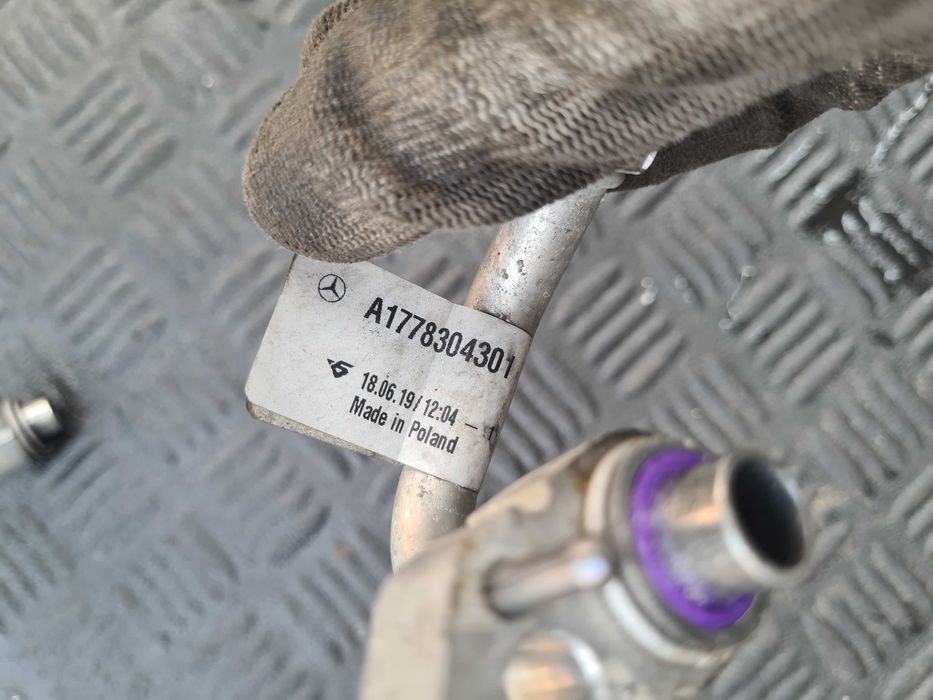 A1778304301
18.06.19/12:04
Made in Poland